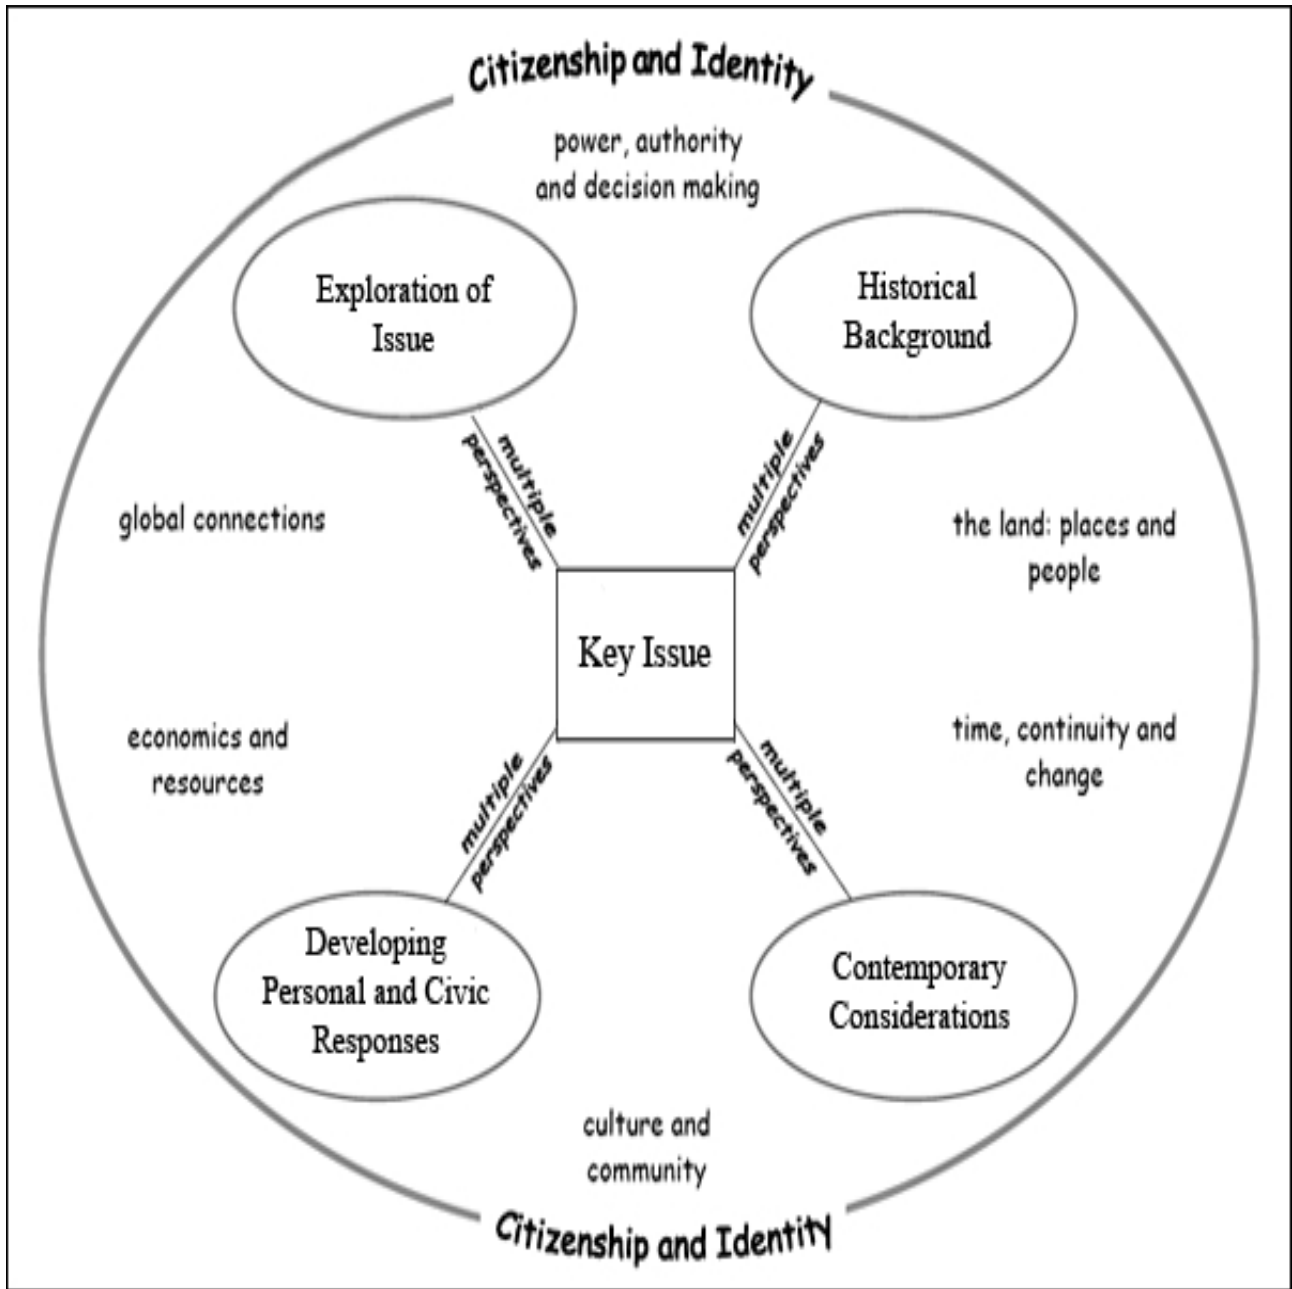 Citizenship and Identity
power, authority
and decision making
Exploration of
Issue
Historical
Background
multiple
perspectives
multiple
perspectives
global connections
the land: places and
people
Key Issue
economics and
resources
time, continuity and
change
multiple
perspectives
multiple
perspectives
Developing
Personal and Civic
Responses
Contemporary
Considerations
culture and
community
Citizenship and Identity